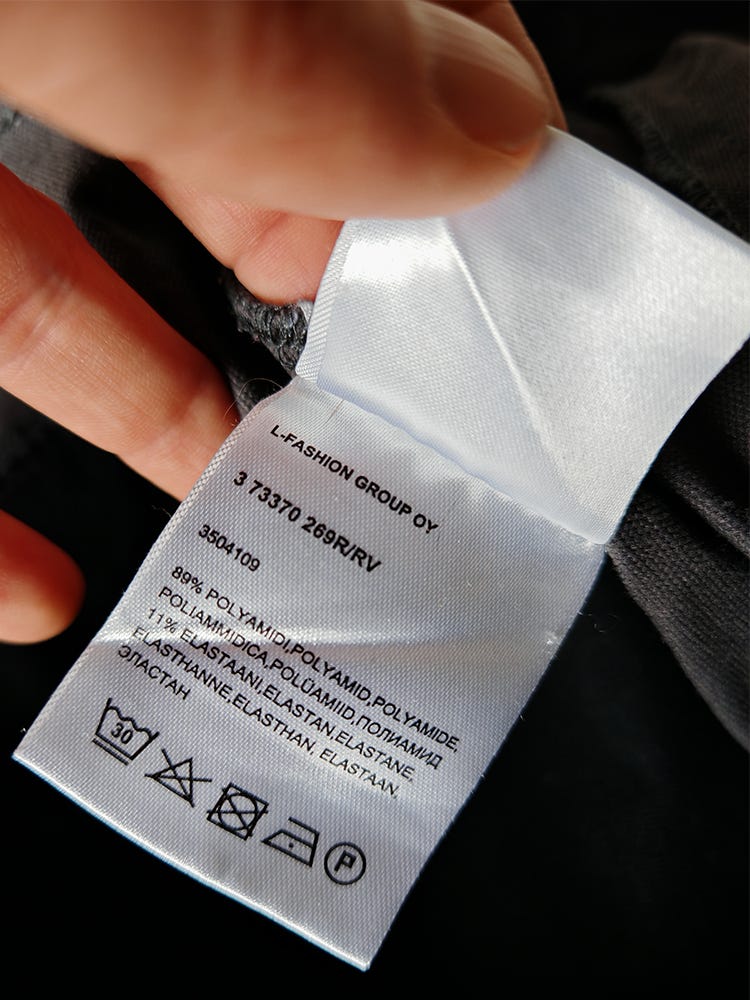 L-FASHION GROUP OY
3 73370 269R/RV
3504109
89% POLYAMIDI,POLYAMID,POLYAMIDE,
POLIAMMIDICA,POLÜAMIID,ПОЛИАМИД
11% ELASTAANI,ELASTAN,ELASTANE,
ELASTHANNE,ELASTHAN, ELASTAAN,
ЭЛАСТАН
30 P